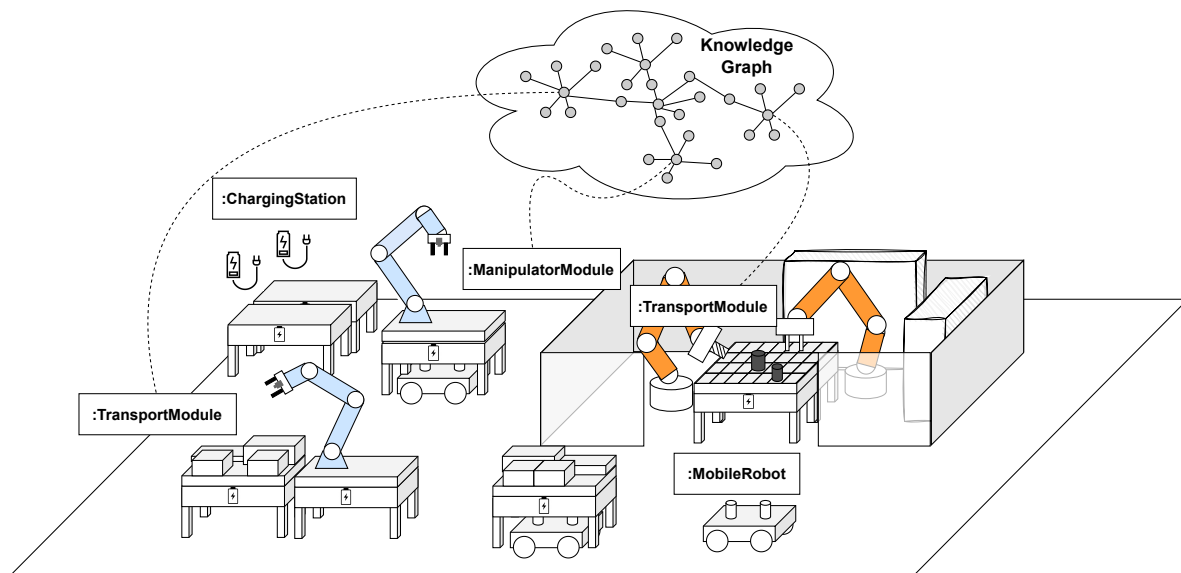 Knowledge
Graph
:ChargingStation
:ManipulatorModule
:TransportModule
:TransportModule
:MobileRobot